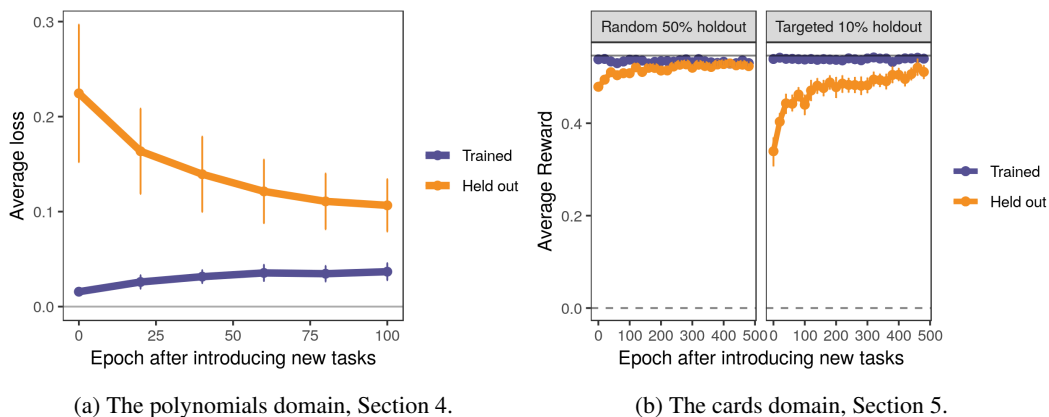 0.3
0.2
0.1
0.0
Average loss
0
25
50
75
100
Epoch after introducing new tasks
Trained
Held out
(a) The polynomials domain, Section 4.
Random 50% holdout
Targeted 10% holdout
0.4
0.2
0.0
Average Reward
0 100 200 300 400 500
0 100 200 300 400 500
Epoch after introducing new tasks
Trained
Held out
(b) The cards domain, Section 5.